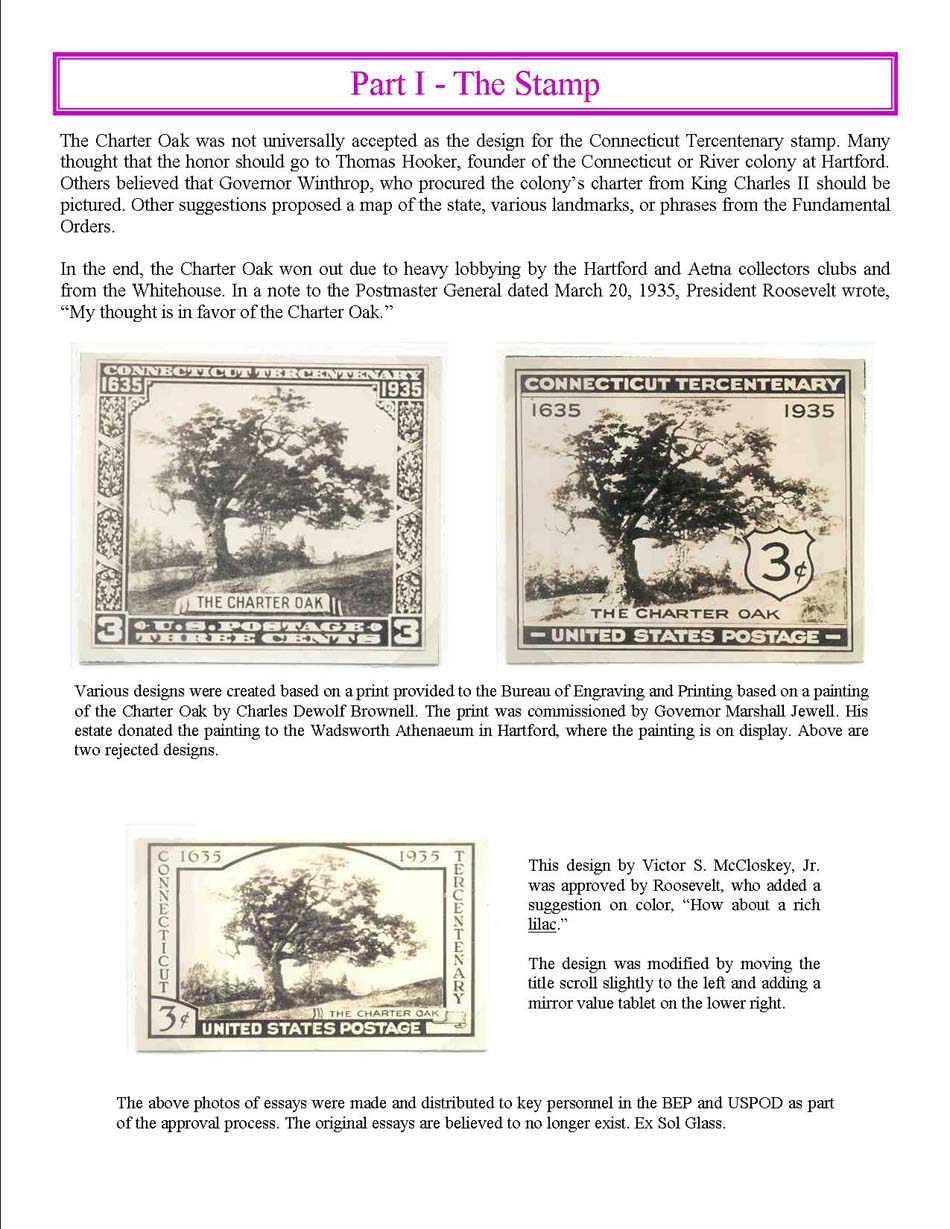 Part I - The Stamp
The Charter Oak was not universally accepted as the design for the Connecticut Tercentenary stamp. Many
thought that the honor should go to Thomas Hooker, founder of the Connecticut or River colony at Hartford.
Others believed that Governor Winthrop, who procured the colony's charter from King Charles II should be
pictured. Other suggestions proposed a map of the state, various landmarks, or phrases from the Fundamental
Orders.
In the end, the Charter Oak won out due to heavy lobbying by the Hartford and Aetna collectors clubs and
from the Whitehouse. In a note to the Postmaster General dated March 20, 1935, President Roosevelt wrote,
“My thought is in favor of the Charter Oak.”
CONNECTICUT TERCENTENARY
1635 1935
THE CHARTER OAK
3 U.S. POSTAGE 3
THREE CENTS
CONNECTICUT TERCENTENARY
1635 1935
3¢
THE CHARTER OAK
– UNITED STATES POSTAGE –
Various designs were created based on a print provided to the Bureau of Engraving and Printing based on a painting
of the Charter Oak by Charles Dewolf Brownell. The print was commissioned by Governor Marshall Jewell. His
estate donated the painting to the Wadsworth Athenaeum in Hartford, where the painting is on display. Above are
two rejected designs.
1635 1935
CONNECTICUT
TERCENTENARY
THE CHARTER OAK
3¢ UNITED STATES POSTAGE
This design by Victor S. McCloskey, Jr.
was approved by Roosevelt, who added a
suggestion on color, “How about a rich
lilac.”
The design was modified by moving the
title scroll slightly to the left and adding a
mirror value tablet on the lower right.
The above photos of essays were made and distributed to key personnel in the BEP and USPOD as part
of the approval process. The original essays are believed to no longer exist. Ex Sol Glass.